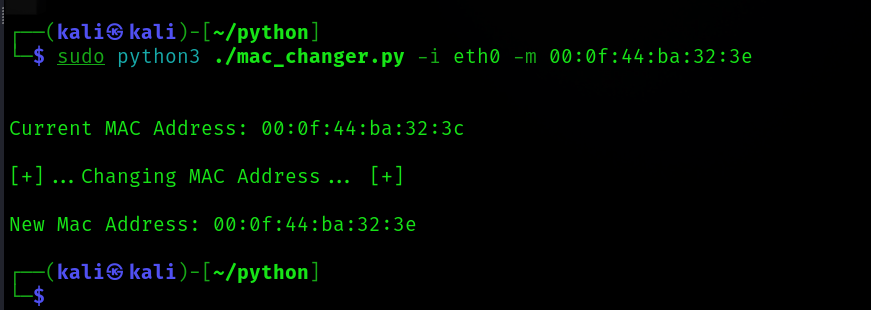 ┌──(kali㉿kali)-[~/python]
└─$ sudo python3 ./mac_changer.py -i eth0 -m 00:0f:44:ba:32:3e
Current MAC Address: 00:0f:44:ba:32:3c
[+]...Changing MAC Address... [+]
New Mac Address: 00:0f:44:ba:32:3e
┌──(kali㉿kali)-[~/python]
└─$